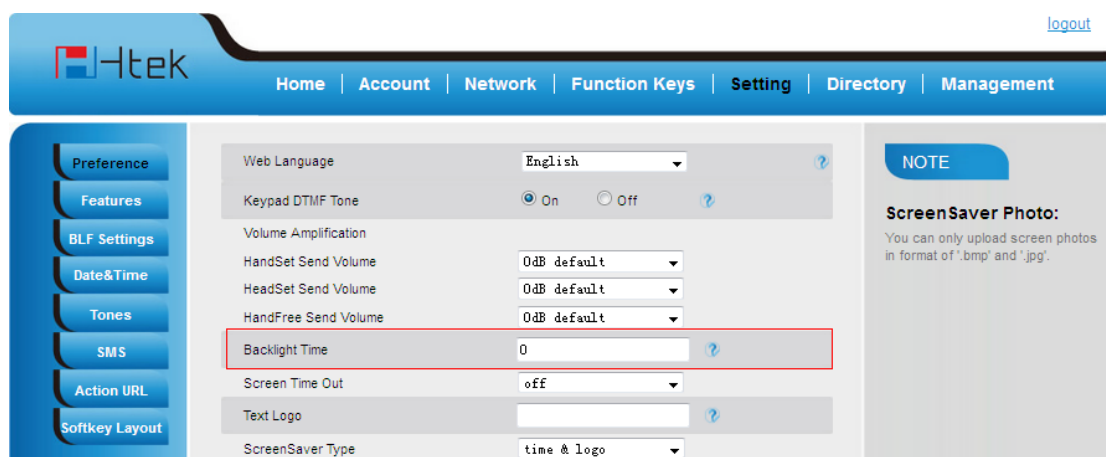 logout
Htek
Home | Account | Network | Function Keys | Setting | Directory | Management
Preference
Features
BLF Settings
Date&Time
Tones
SMS
Action URL
Softkey Layout
Web Language English
Keypad DTMF Tone On Off
Volume Amplification
HandSet Send Volume 0dB default
HeadSet Send Volume 0dB default
HandFree Send Volume 0dB default
Backlight Time 0
Screen Time Out off
Text Logo
ScreenSaver Type time & logo
NOTE
ScreenSaver Photo:
You can only upload screen photos
in format of '.bmp' and '.jpg'.